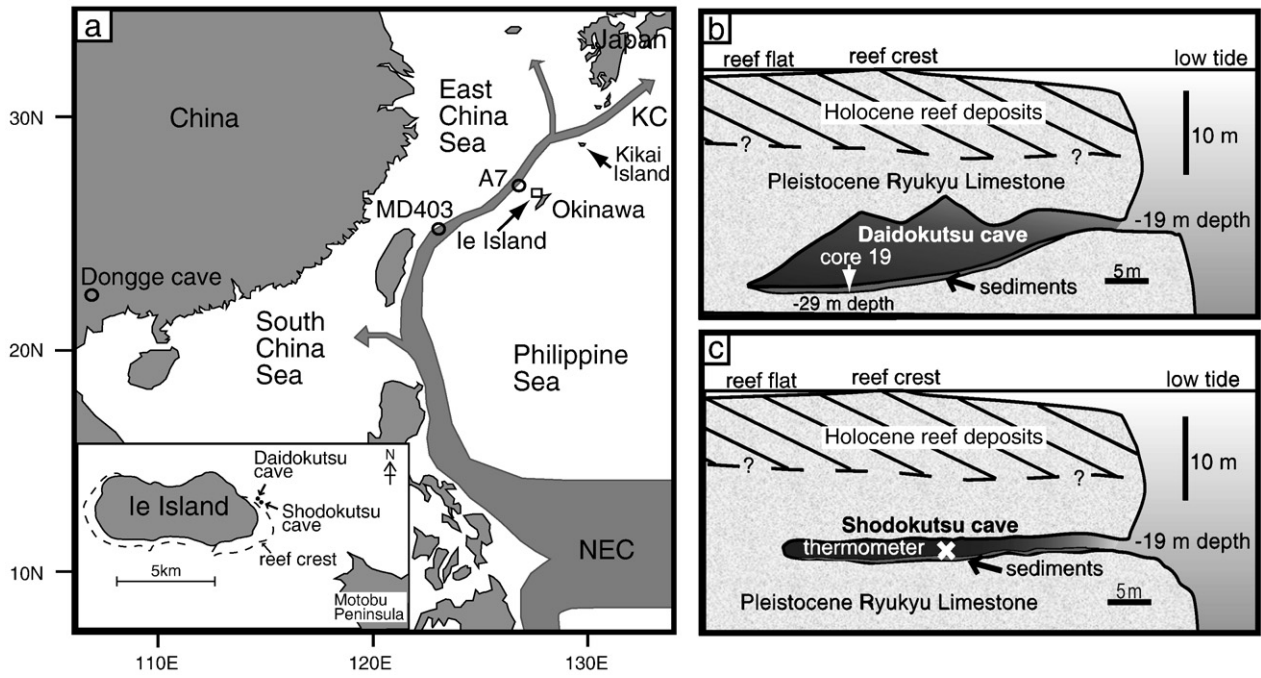 a
China
30N
East
China
Sea
Japan
KC
Kikai
Island
A7
MD403
Okinawa
Ie Island
Dongge cave
20N
South
China
Sea
Philippine
Sea
N
Daidokutsu
cave
Ie Island
Shodokutsu
cave
reef crest
5km
Motobu
Peninsula
NEC
10N
110E
120E
130E
b
reef flat
reef crest
low tide
Holocene reef deposits
10 m
?
?
Pleistocene Ryukyu Limestone
-19 m depth
Daidokutsu cave
core 19
sediments
5m
-29 m depth
c
reef flat
reef crest
low tide
Holocene reef deposits
10 m
?
?
Shodokutsu cave
-19 m depth
thermometer
sediments
Pleistocene Ryukyu Limestone
5m